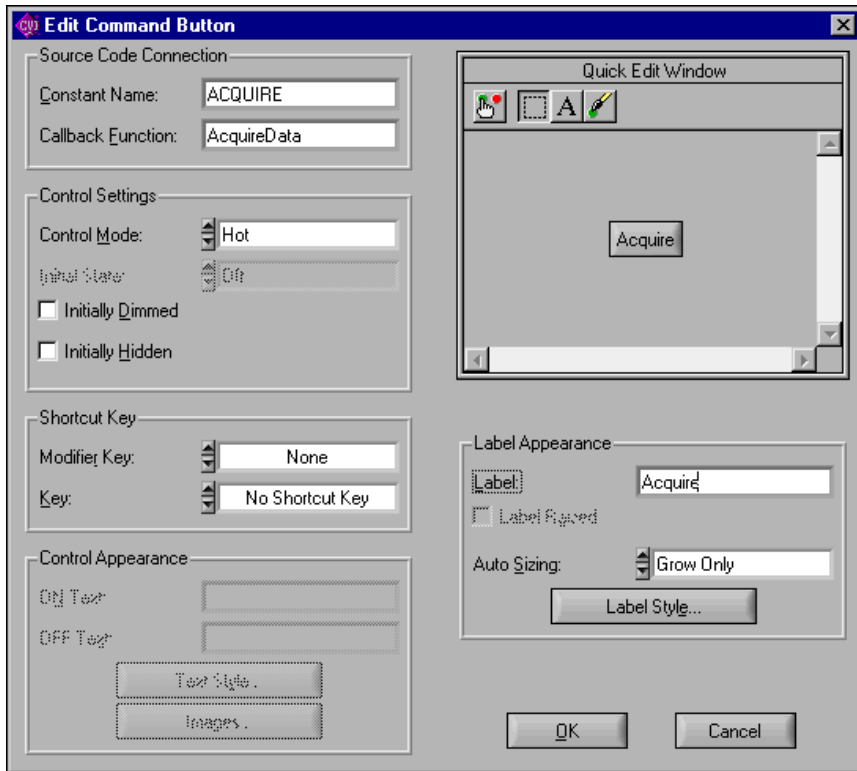 cvi Edit Command Button
Source Code Connection
Constant Name: ACQUIRE
Callback Function: AcquireData
Control Settings
Control Mode: Hot
Initial State: Off
Initially Dimmed
Initially Hidden
Shortcut Key
Modifier Key: None
Key: No Shortcut Key
Control Appearance
ON Text:
OFF Text:
Text Style...
Images...
Quick Edit Window
A
Acquire
Label Appearance
Label: Acquire
Label Raised
Auto Sizing: Grow Only
Label Style...
OK Cancel